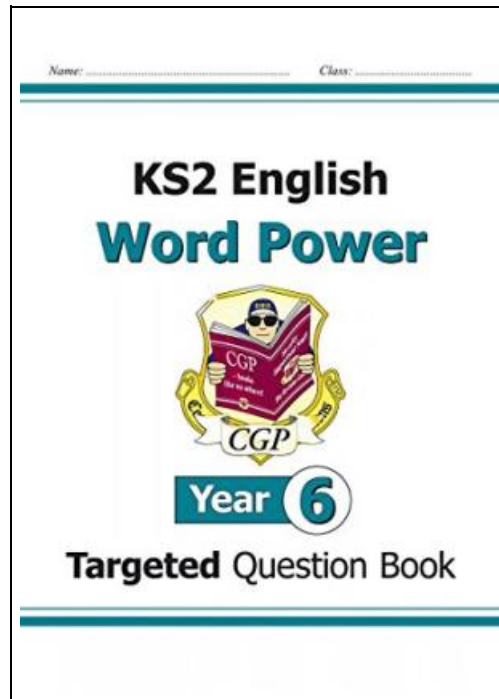 Name: ........................................................ Class: ................................
KS2 English
Word Power
CGP
CGP
Year 6
Targeted Question Book